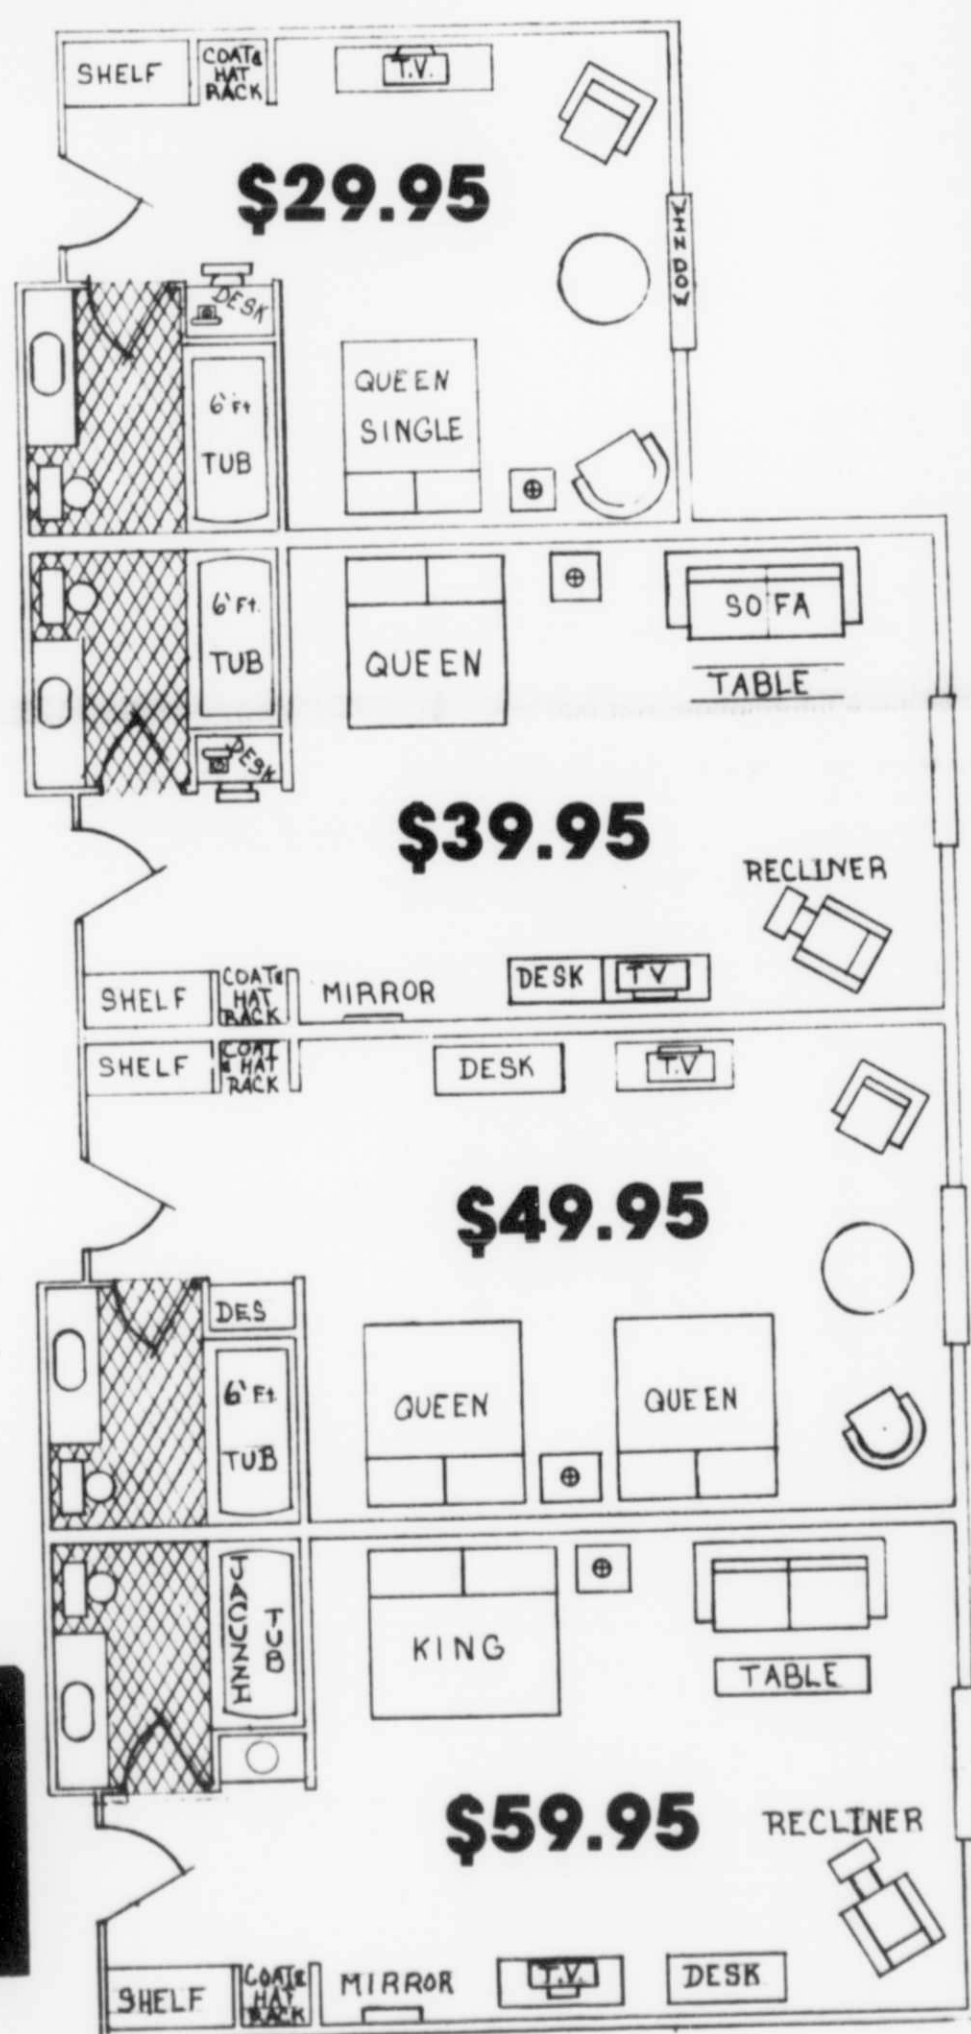 SHELF
COAT &
HAT
RACK
T.V.
$29.95
WINDOW
DESK
QUEEN
SINGLE
6' Ft
TUB
6' Ft.
TUB
QUEEN
SOFA
TABLE
DESK
$39.95
RECLINER
SHELF
COAT &
HAT
RACK
MIRROR
DESK
TV
SHELF
COAT
& HAT
RACK
DESK
T.V
$49.95
DES
6' Ft
TUB
QUEEN
QUEEN
JACUZZI
TUB
KING
TABLE
$59.95
RECLINER
SHELF
COAT &
HAT
RACK
MIRROR
T.V.
DESK